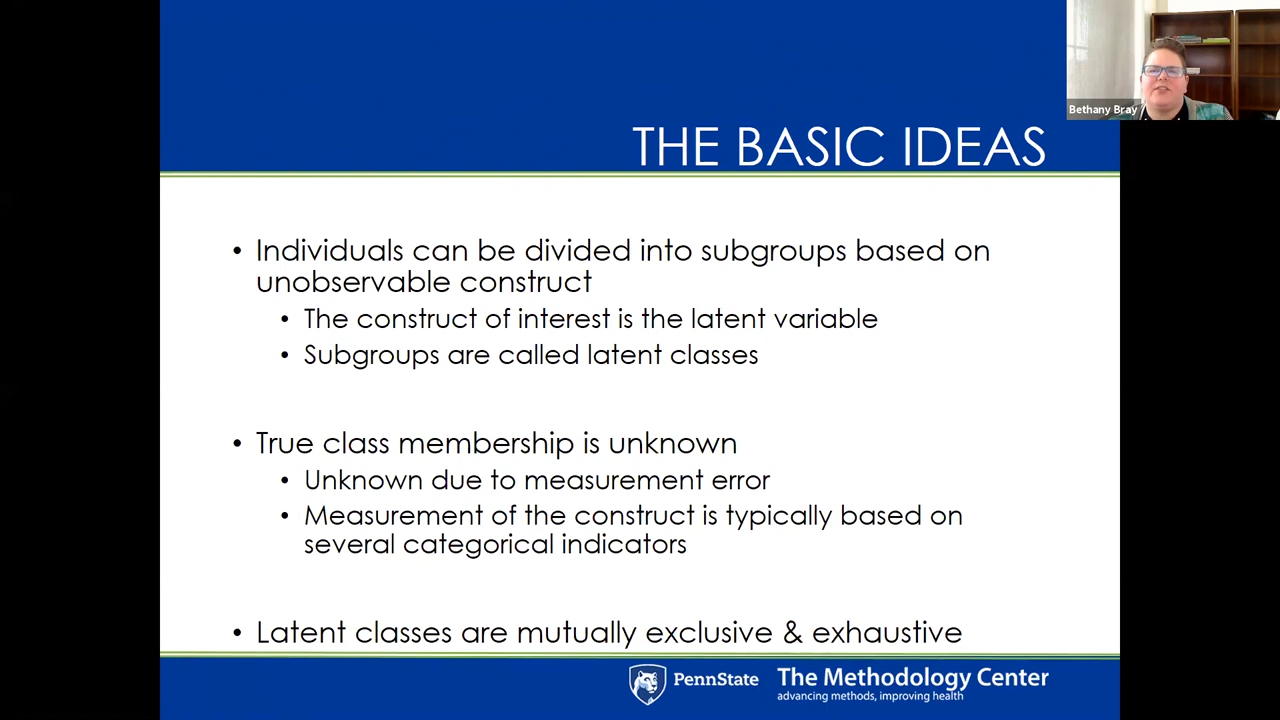 Bethany Bray
THE BASIC IDEAS
• Individuals can be divided into subgroups based on
unobservable construct
• The construct of interest is the latent variable
• Subgroups are called latent classes
• True class membership is unknown
• Unknown due to measurement error
• Measurement of the construct is typically based on
several categorical indicators
• Latent classes are mutually exclusive & exhaustive
PennState
The Methodology Center
advancing methods, improving health